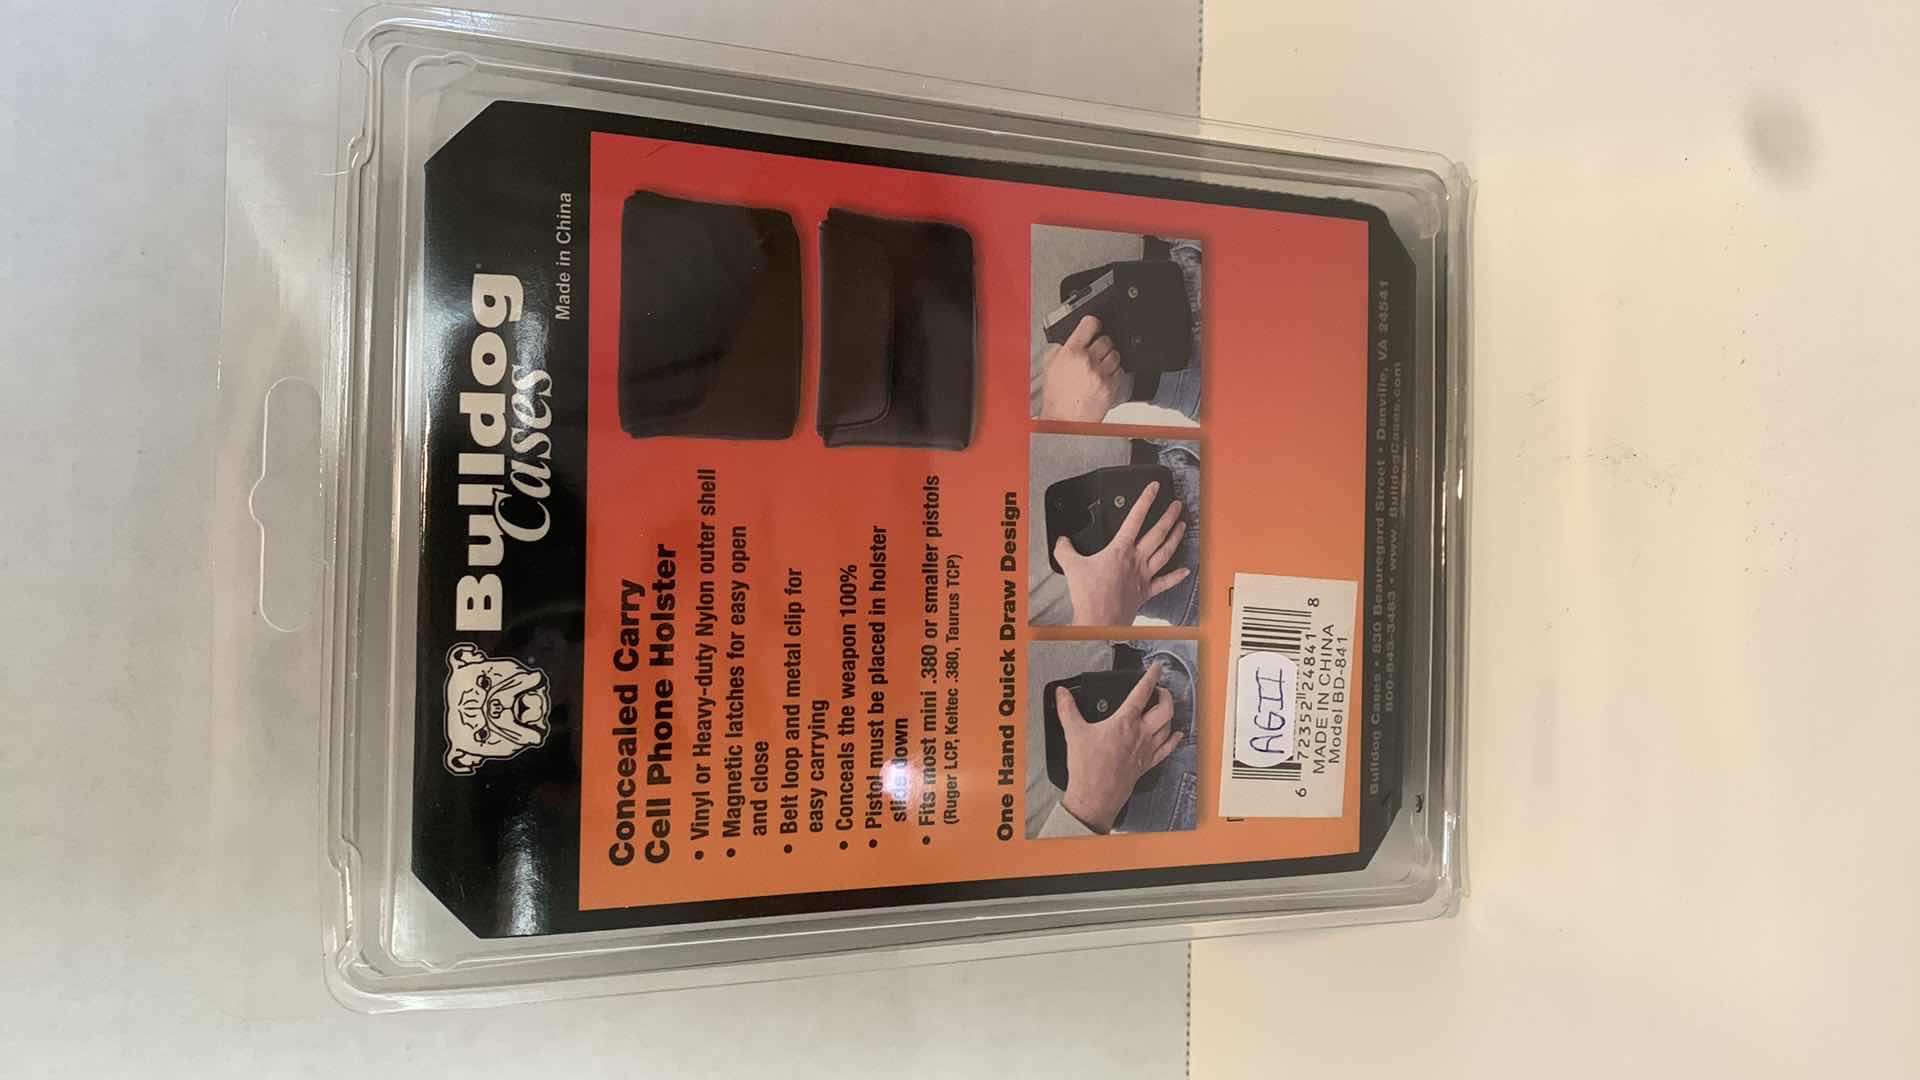 Bulldog
Cases
Made in China
Concealed Carry
Cell Phone Holster
• Vinyl or Heavy-duty Nylon outer shell
• Magnetic latches for easy open
and close
• Belt loop and metal clip for
easy carrying
• Conceals the weapon 100%
• Pistol must be placed in holster
slide down
• Fits most mini .380 or smaller pistols
(Ruger LCP, Keltec .380, Taurus TCP)
One Hand Quick Draw Design
AGII
6 72352 24841 8
MADE IN CHINA
Model BD-841
Bulldog Cases • 830 Beauregard Street • Danville, VA 24541
800-843-3483 • www.BulldogCases.com